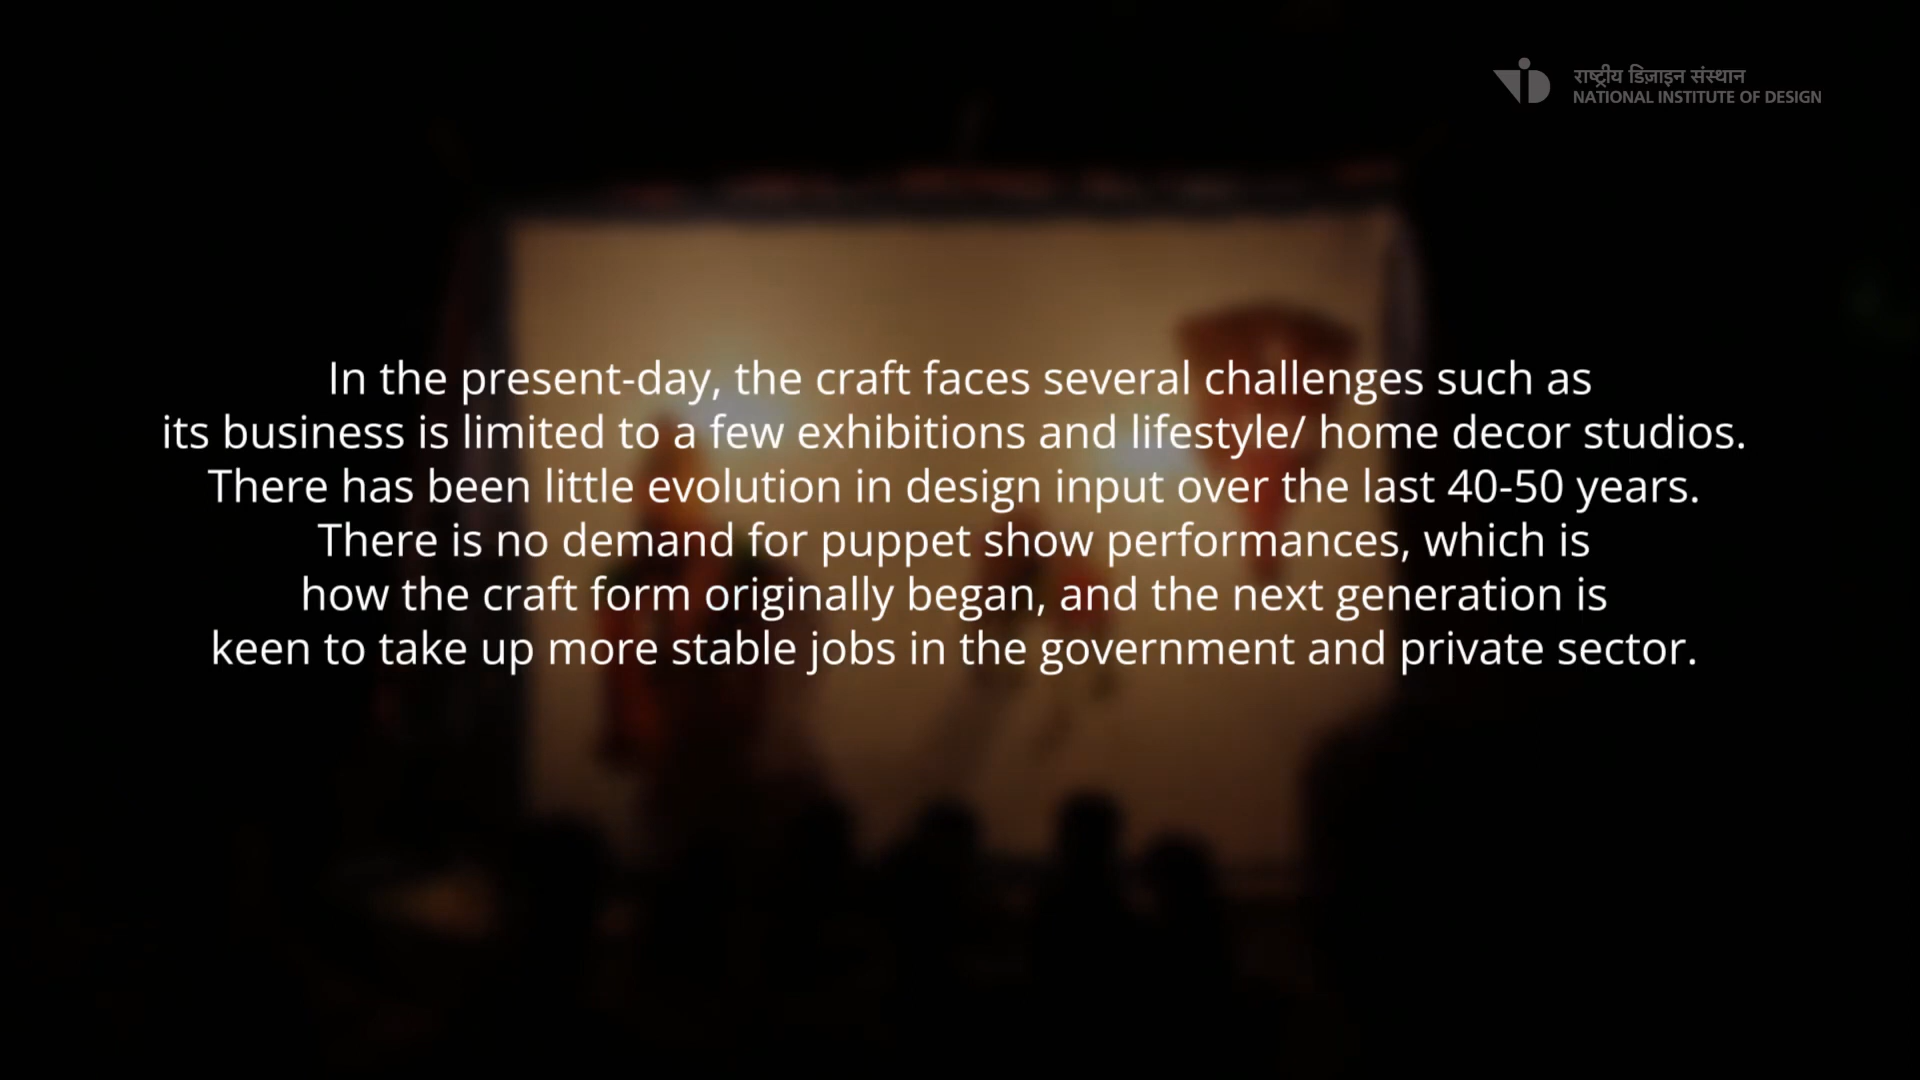 राष्ट्रीय डिज़ाइन संस्थान
NATIONAL INSTITUTE OF DESIGN
In the present-day, the craft faces several challenges such as
its business is limited to a few exhibitions and lifestyle/ home decor studios.
There has been little evolution in design input over the last 40-50 years.
There is no demand for puppet show performances, which is
how the craft form originally began, and the next generation is
keen to take up more stable jobs in the government and private sector.